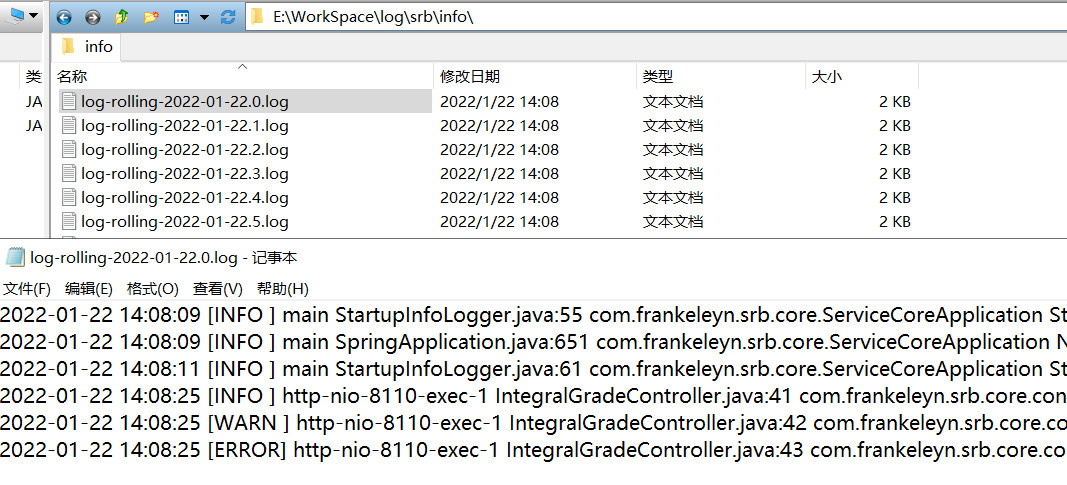 E:\WorkSpace\log\srb\info\
info
类 名称 修改日期 类型 大小
JA log-rolling-2022-01-22.0.log 2022/1/22 14:08 文本文档 2 KB
JA log-rolling-2022-01-22.1.log 2022/1/22 14:08 文本文档 2 KB
log-rolling-2022-01-22.2.log 2022/1/22 14:08 文本文档 2 KB
log-rolling-2022-01-22.3.log 2022/1/22 14:08 文本文档 2 KB
log-rolling-2022-01-22.4.log 2022/1/22 14:08 文本文档 2 KB
log-rolling-2022-01-22.5.log 2022/1/22 14:08 文本文档 2 KB
log-rolling-2022-01-22.0.log - 记事本
文件(F) 编辑(E) 格式(O) 查看(V) 帮助(H)
2022-01-22 14:08:09 [INFO ] main StartupInfoLogger.java:55 com.frankeleyn.srb.core.ServiceCoreApplication St
2022-01-22 14:08:09 [INFO ] main SpringApplication.java:651 com.frankeleyn.srb.core.ServiceCoreApplication N
2022-01-22 14:08:11 [INFO ] main StartupInfoLogger.java:61 com.frankeleyn.srb.core.ServiceCoreApplication St
2022-01-22 14:08:25 [INFO ] http-nio-8110-exec-1 IntegralGradeController.java:41 com.frankeleyn.srb.core.con
2022-01-22 14:08:25 [WARN ] http-nio-8110-exec-1 IntegralGradeController.java:42 com.frankeleyn.srb.core.co
2022-01-22 14:08:25 [ERROR] http-nio-8110-exec-1 IntegralGradeController.java:43 com.frankeleyn.srb.core.co